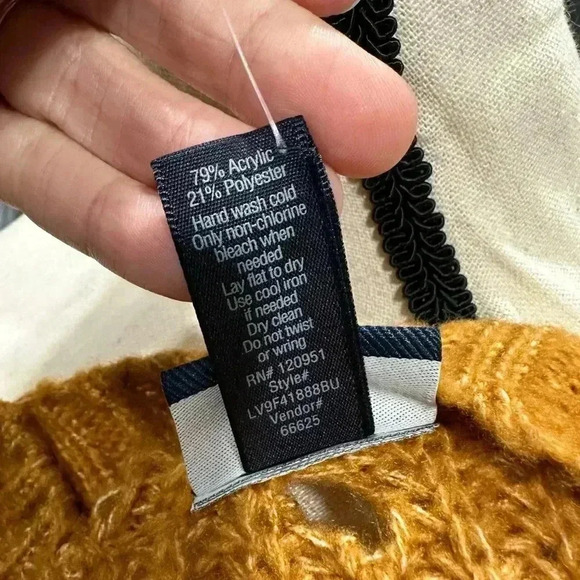 79% Acrylic
21% Polyester
Hand wash cold
Only non-chlorine
bleach when
needed
Lay flat to dry
Use cool iron
if needed
Dry clean
Do not twist
or wring
RN# 120951
Style#
LV9F41888BU
Vendor#
66625